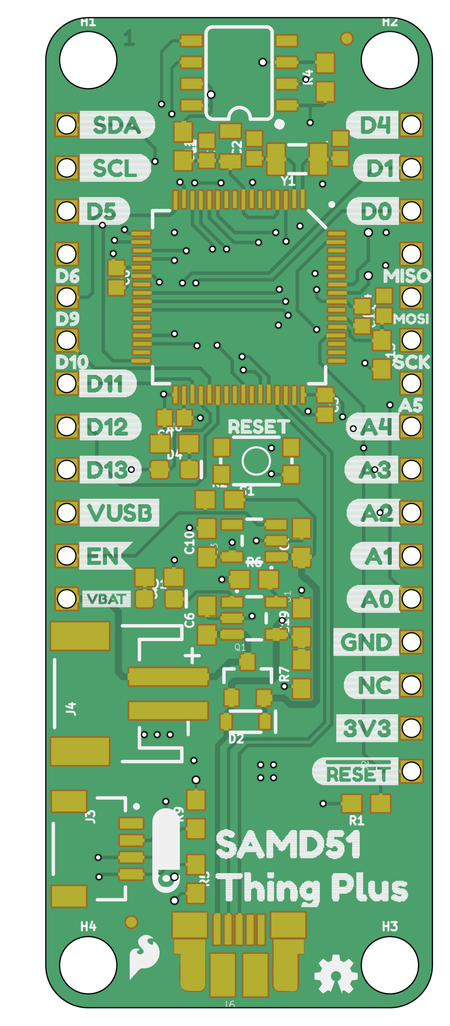 H1
H2
1
SDA
D4
SCL
D1
Y1
D5
D0
D6
MISO
D9
MOSI
D10
SCK
D11
A5
D12
RESET
A4
D13
D4
A3
VUSB
A2
C10
EN
R6
A1
VBAT
C6
A0
GND
Q1
R7
NC
J4
D2
3V3
RESET
J3
R9
R1
SAMD51
Thing Plus
H4
H3
J6